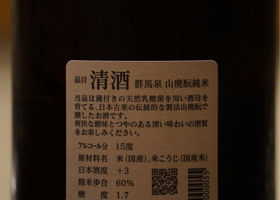 品目 清酒 群馬泉 山廃酛純米
当品は蔵付きの天然乳酸菌を用い酵母を
育てる、日本古来の伝統的な製法山廃酛で
醸したお酒です。
爽快な酸味とつやのある深い味わいの酒質
をお楽しみください。
アルコール分 15度
原材料名 米(国産)、米こうじ(国産米)
日本酒度 +3
精米歩合 60%
酸度 1.7